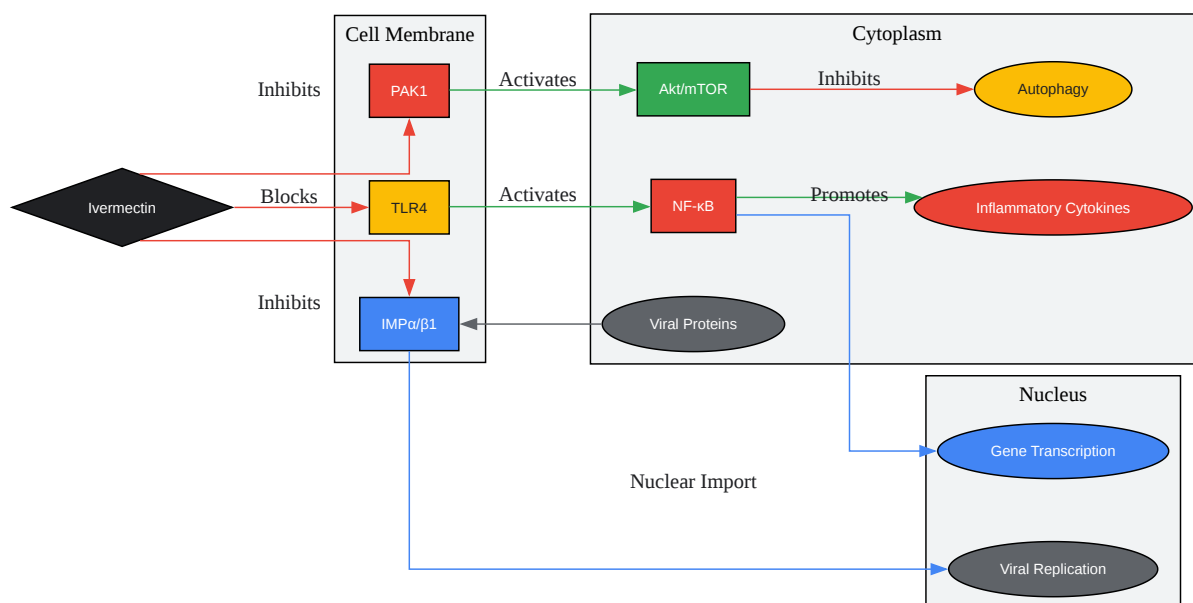 Cell Membrane
Cytoplasm
Inhibits
PAK1
Activates
Akt/mTOR
Inhibits
Autophagy
Ivermectin
Blocks
TLR4
Activates
NF-κB
Promotes
Inflammatory Cytokines
Inhibits
IMPα/β1
Viral Proteins
Nucleus
Gene Transcription
Nuclear Import
Viral Replication